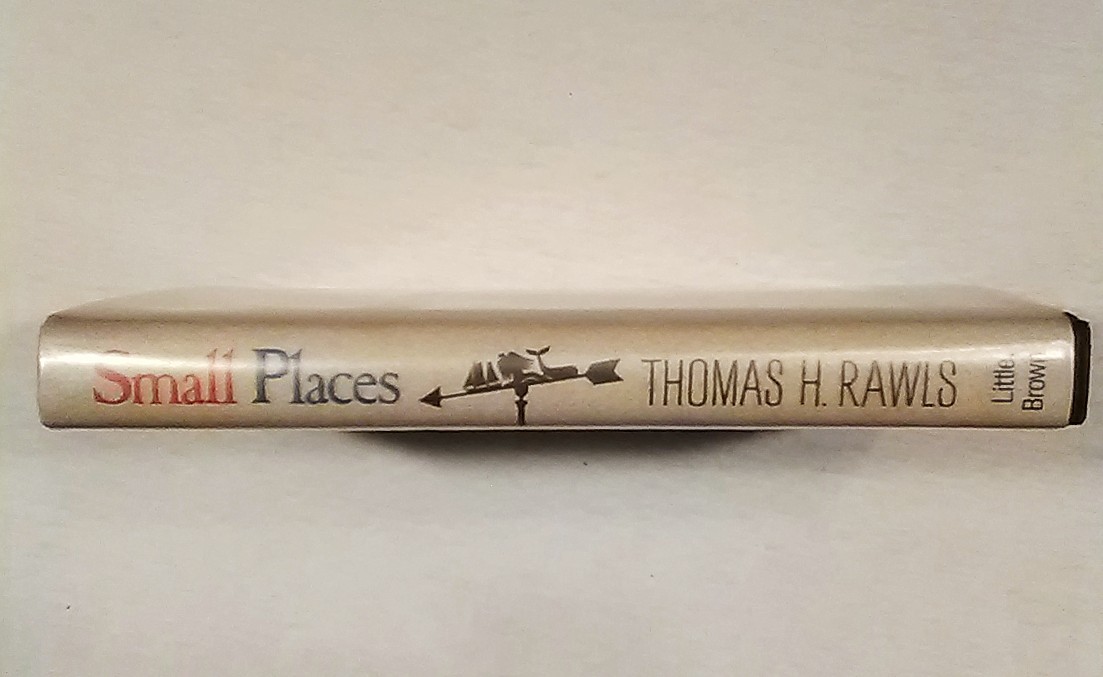 Small Places
THOMAS H. RAWLS
Little,
Brown